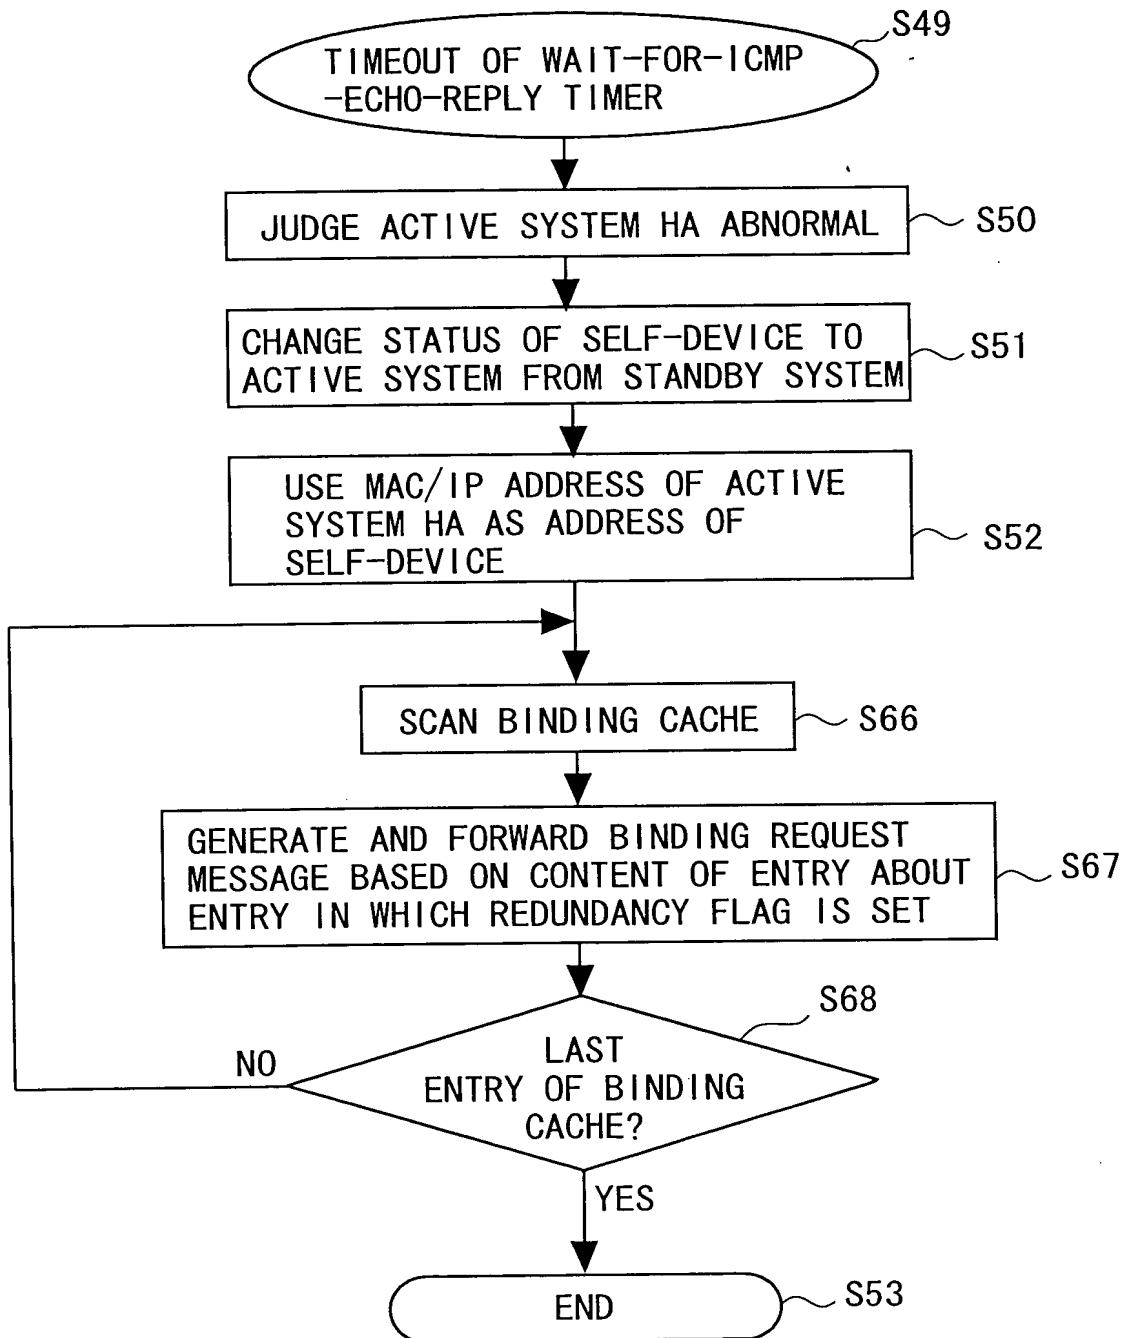 S49
TIMEOUT OF WAIT-FOR-ICMP
-ECHO-REPLY TIMER
JUDGE ACTIVE SYSTEM HA ABNORMAL
S50
CHANGE STATUS OF SELF-DEVICE TO
ACTIVE SYSTEM FROM STANDBY SYSTEM
S51
USE MAC/IP ADDRESS OF ACTIVE
SYSTEM HA AS ADDRESS OF
SELF-DEVICE
S52
SCAN BINDING CACHE
S66
GENERATE AND FORWARD BINDING REQUEST
MESSAGE BASED ON CONTENT OF ENTRY ABOUT
ENTRY IN WHICH REDUNDANCY FLAG IS SET
S67
S68
LAST
ENTRY OF BINDING
CACHE?
NO
YES
END
S53